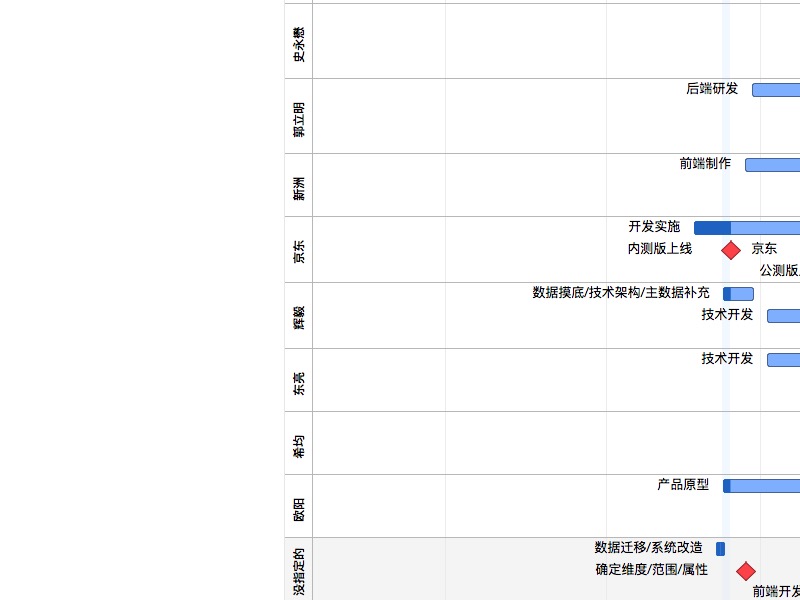 史永懋
郭立明
后端研发
新洲
前端制作
京东
开发实施
内测版上线
京东
公测版
辉毅
数据摸底/技术架构/主数据补充
技术开发
东亮
技术开发
希均
欧阳
产品原型
没指定的
数据迁移/系统改造
确定维度/范围/属性
前端开发